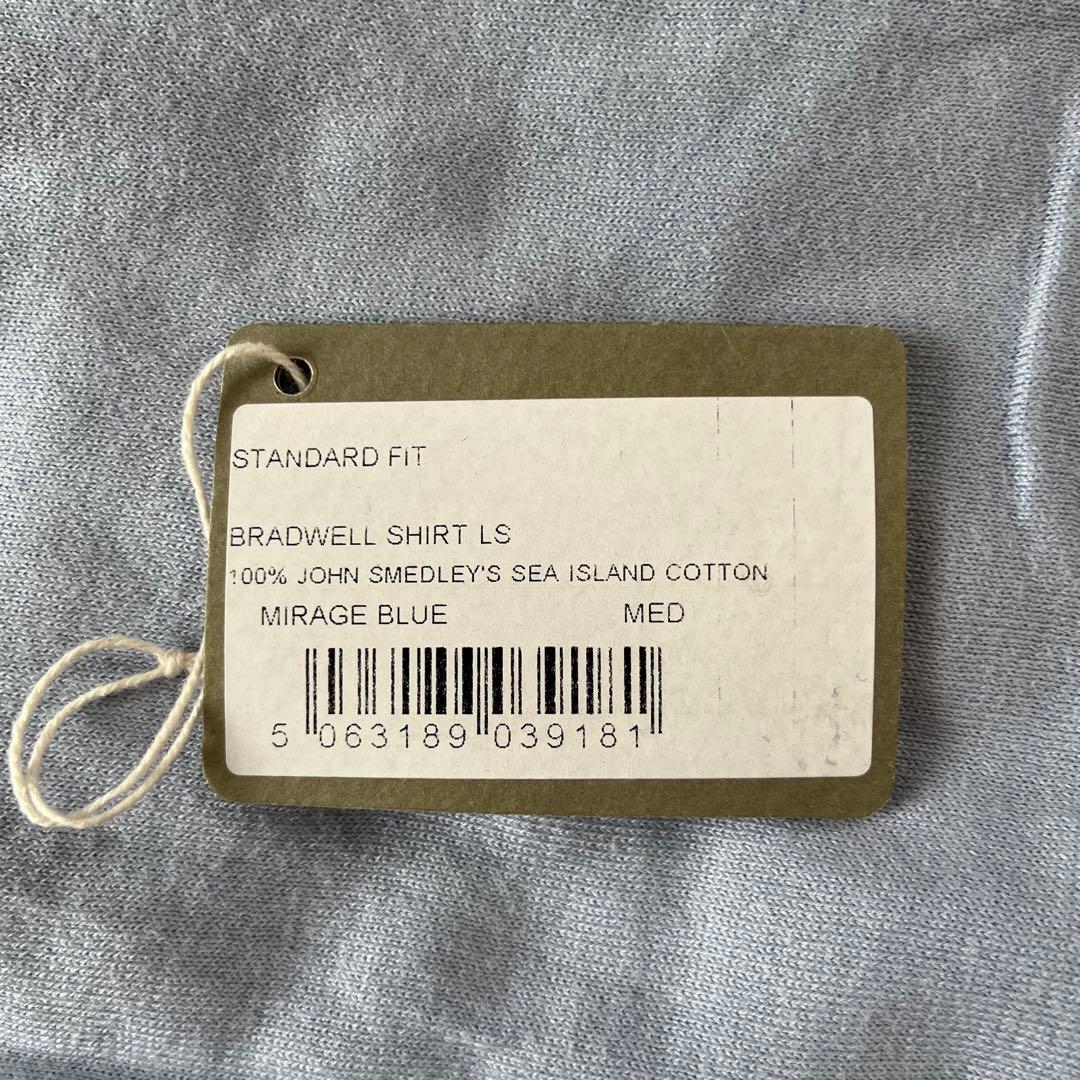 STANDARD FIT
BRADWELL SHIRT LS
100% JOHN SMEDLEY'S SEA ISLAND COTTON
MIRAGE BLUE MED
5 063189 039181